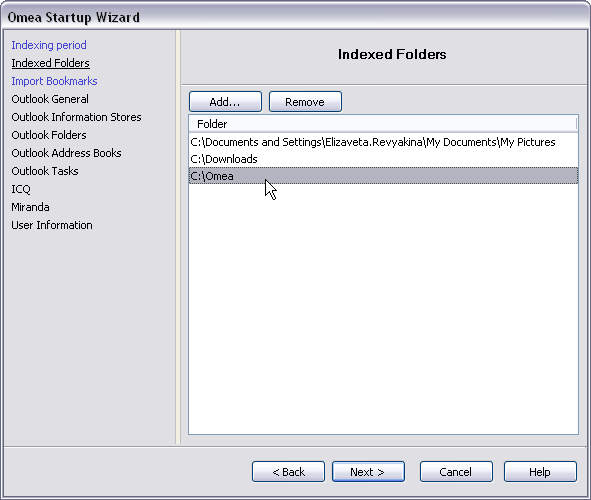 Omea Startup Wizard
Indexing period
Indexed Folders
Import Bookmarks
Outlook General
Outlook Information Stores
Outlook Folders
Outlook Address Books
Outlook Tasks
ICQ
Miranda
User Information
Indexed Folders
Add... Remove
Folder
C:\Documents and Settings\Elizaveta.Revyakina\My Documents\My Pictures
C:\Downloads
C:\Omea
< Back Next > Cancel Help